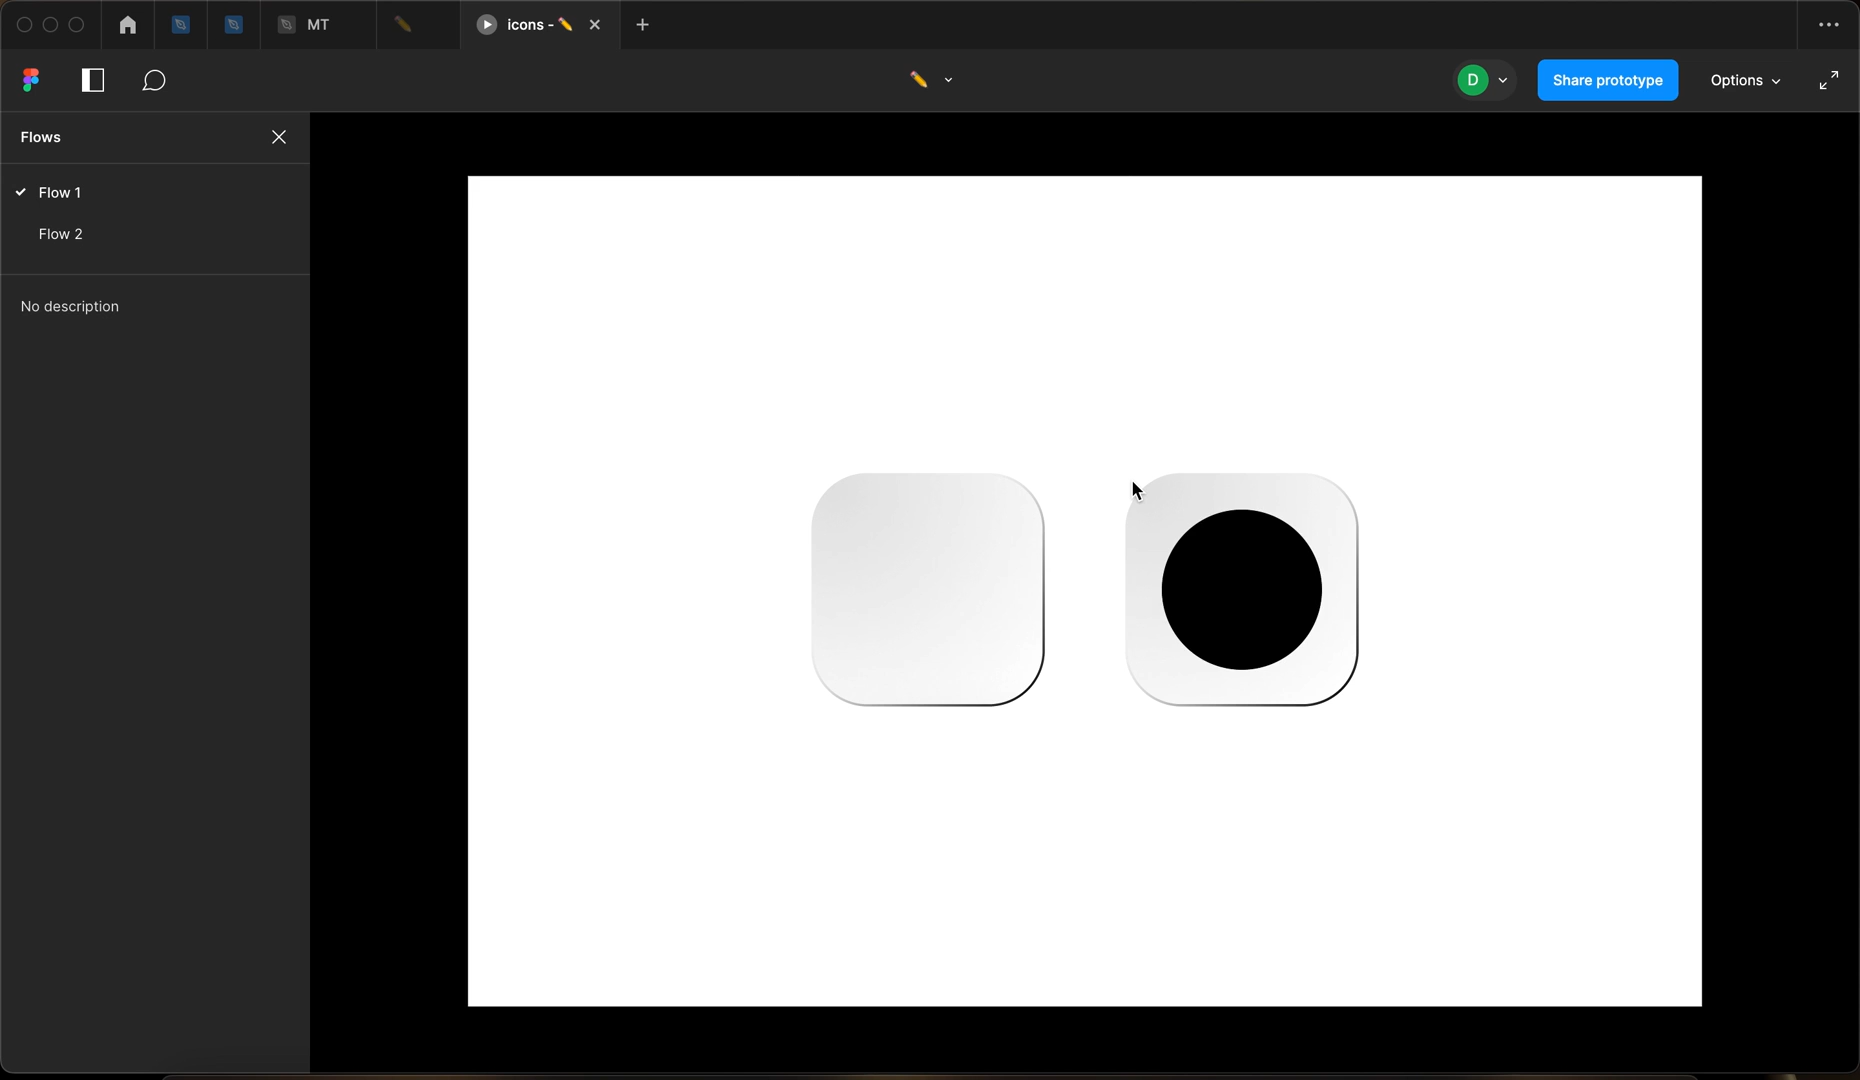 MT
icons - ✏️
D
Share prototype
Options
Flows
Flow 1
Flow 2
No description